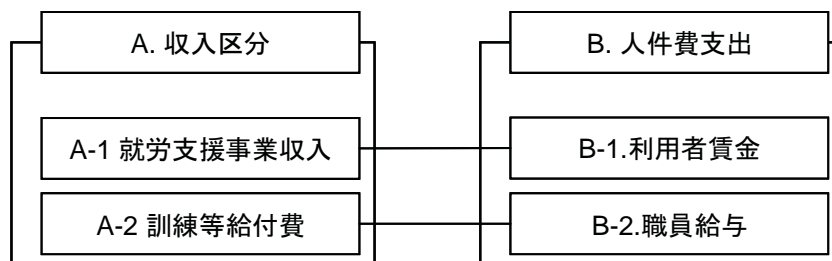 A. 収入区分
B. 人件費支出
A-1 就労支援事業収入
B-1.利用者賃金
A-2 訓練等給付費
B-2.職員給与